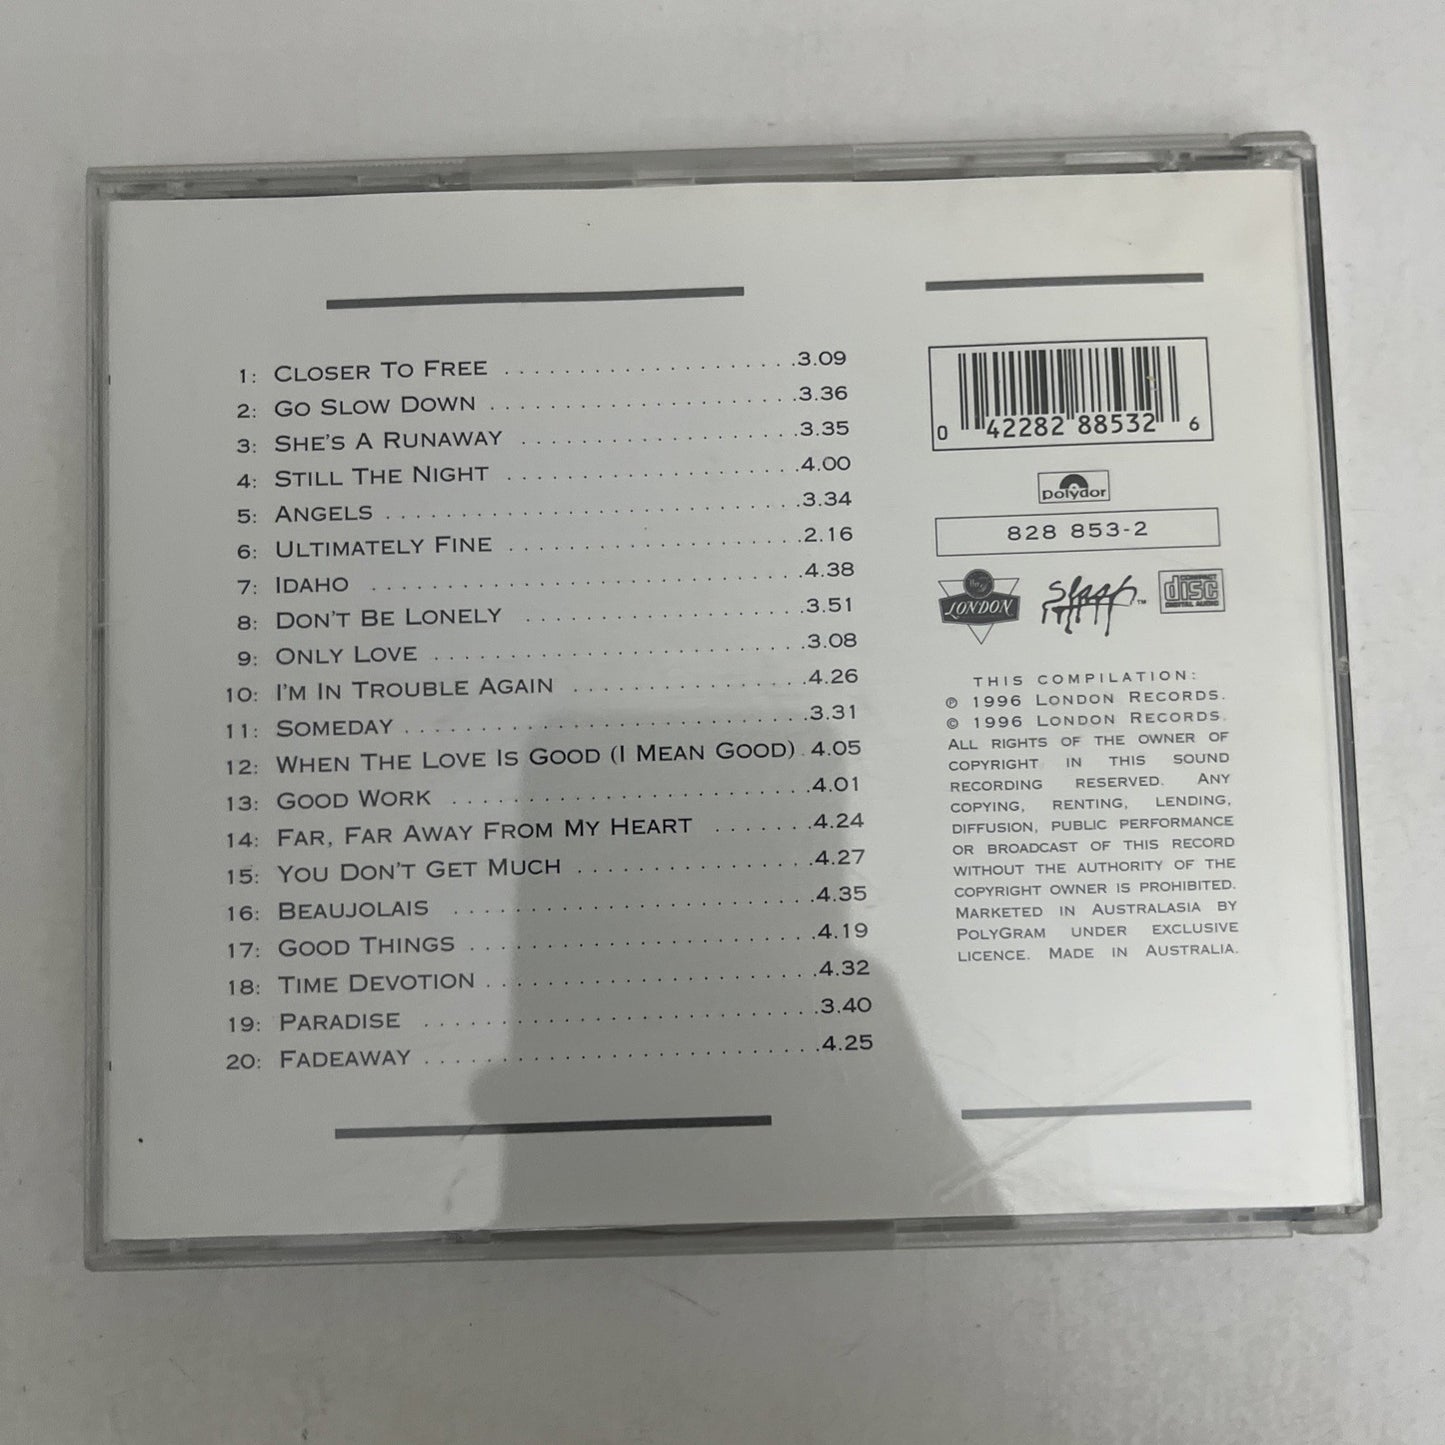 1: CLOSER TO FREE . . . . . . . . . . . . . . . . . . . .3.09
2: GO SLOW DOWN . . . . . . . . . . . . . . . . . . . . .3.36
3: SHE'S A RUNAWAY . . . . . . . . . . . . . . . . . . .3.35
4: STILL THE NIGHT . . . . . . . . . . . . . . . . . . . .4.00
5: ANGELS . . . . . . . . . . . . . . . . . . . . . . . . . . . .3.34
6: ULTIMATELY FINE . . . . . . . . . . . . . . . . . . . .2.16
7: IDAHO . . . . . . . . . . . . . . . . . . . . . . . . . . . . .4.38
8: DON'T BE LONELY . . . . . . . . . . . . . . . . . . .3.51
9: ONLY LOVE . . . . . . . . . . . . . . . . . . . . . . . . .3.08
10: I'M IN TROUBLE AGAIN . . . . . . . . . . . . . . . .4.26
11: SOMEDAY . . . . . . . . . . . . . . . . . . . . . . . . . . .3.31
12: WHEN THE LOVE IS GOOD (I MEAN GOOD) . 4.05
13: GOOD WORK . . . . . . . . . . . . . . . . . . . . . . . .4.01
14: FAR, FAR AWAY FROM MY HEART . . . . . . .4.24
15: YOU DON'T GET MUCH . . . . . . . . . . . . . . . .4.27
16: BEAUJOLAIS . . . . . . . . . . . . . . . . . . . . . . . .4.35
17: GOOD THINGS . . . . . . . . . . . . . . . . . . . . . . .4.19
18: TIME DEVOTION . . . . . . . . . . . . . . . . . . . . . .4.32
19: PARADISE . . . . . . . . . . . . . . . . . . . . . . . . . .3.40
20: FADEAWAY . . . . . . . . . . . . . . . . . . . . . . . . . .4.25
0 42282 88532 6
Polydor
828 853-2
LONDON
slash ™
COMPACT
disc
DIGITAL AUDIO
THIS COMPILATION:
℗ 1996 LONDON RECORDS.
© 1996 LONDON RECORDS.
ALL RIGHTS OF THE OWNER OF
COPYRIGHT IN THIS SOUND
RECORDING RESERVED. ANY
COPYING, RENTING, LENDING,
DIFFUSION, PUBLIC PERFORMANCE
OR BROADCAST OF THIS RECORD
WITHOUT THE AUTHORITY OF THE
COPYRIGHT OWNER IS PROHIBITED.
MARKETED IN AUSTRALASIA BY
POLYGRAM UNDER EXCLUSIVE
LICENCE. MADE IN AUSTRALIA.